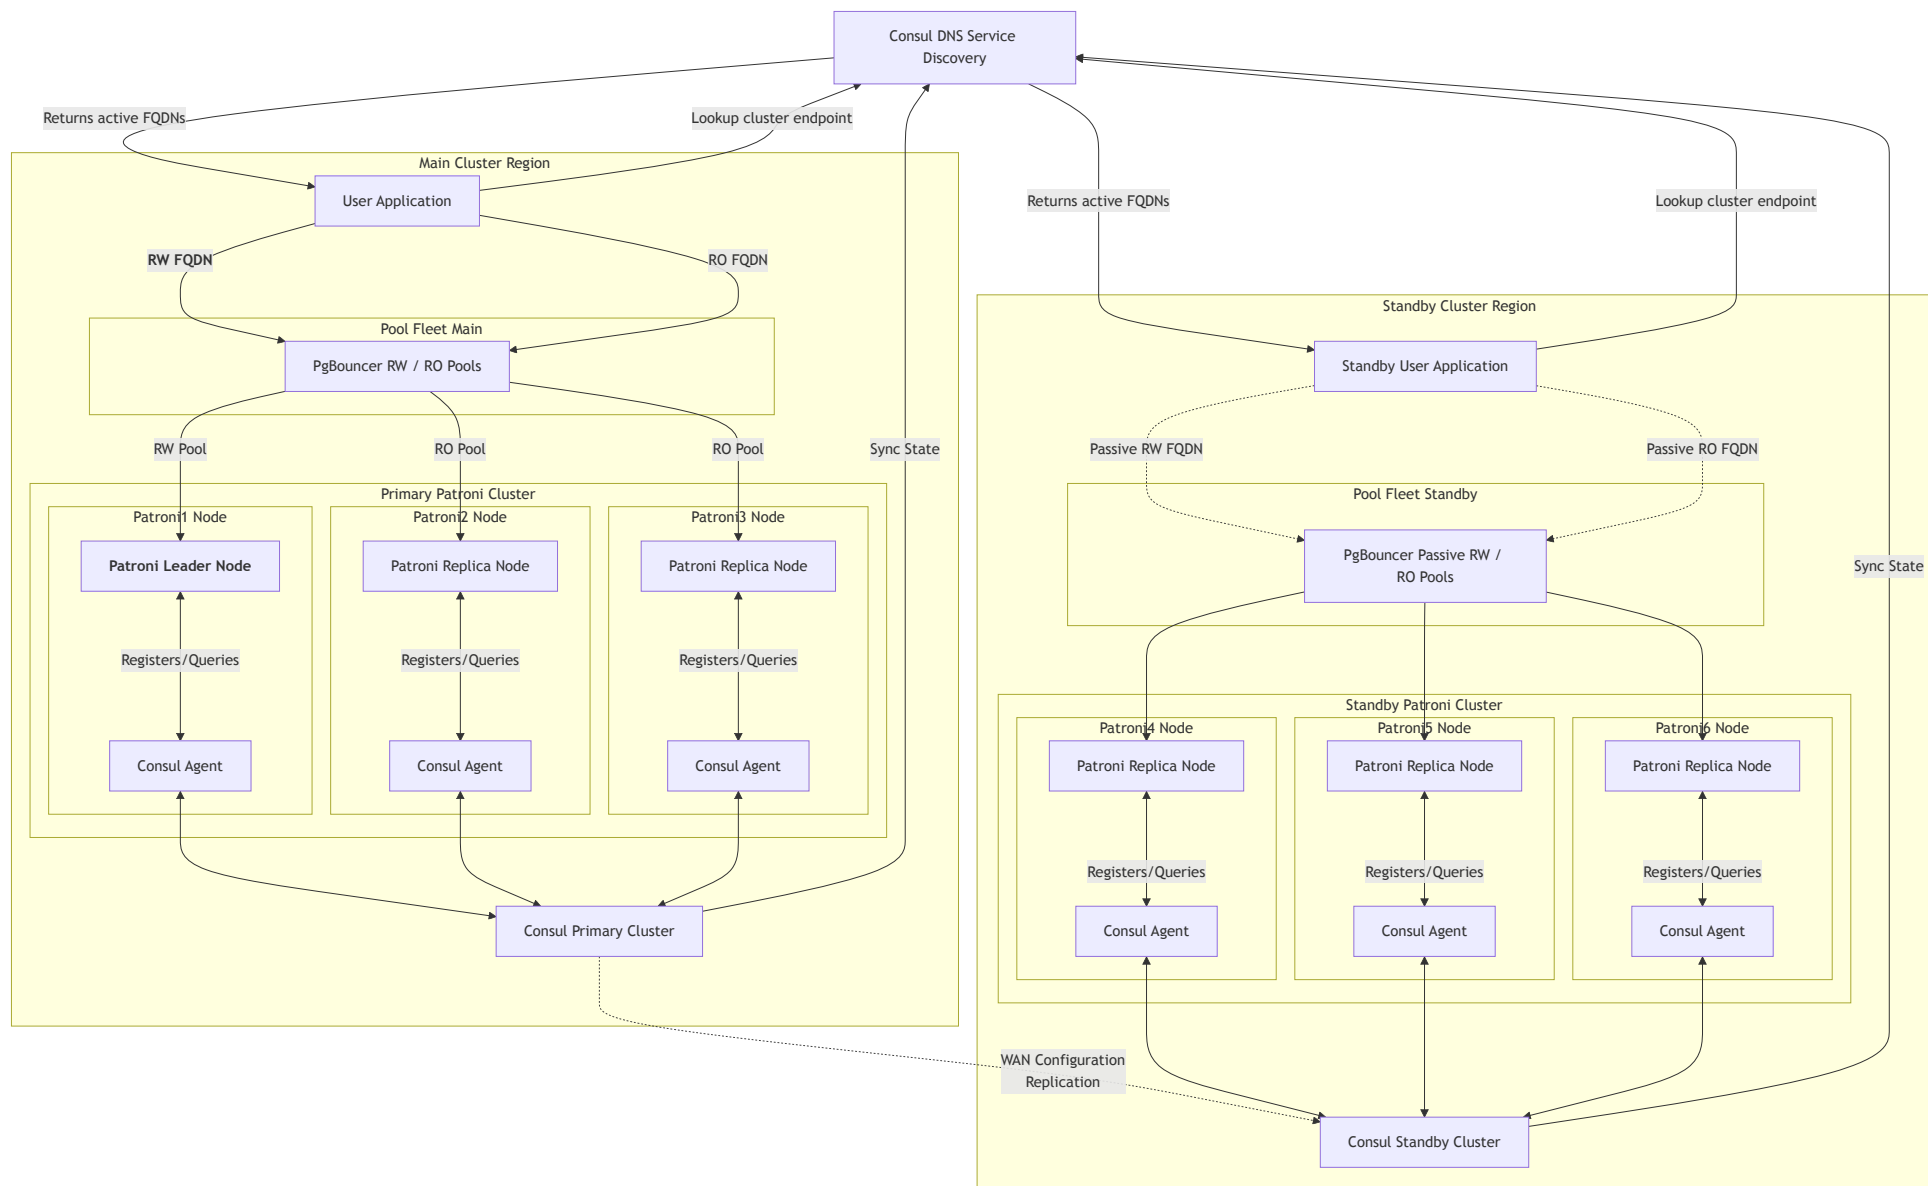 Consul DNS Service
Discovery
Returns active FQDNs
Lookup cluster endpoint
Main Cluster Region
User Application
Returns active FQDNs
Lookup cluster endpoint
RW FQDN
RO FQDN
Standby Cluster Region
Pool Fleet Main
PgBouncer RW / RO Pools
Standby User Application
RW Pool
RO Pool
RO Pool
Sync State
Passive RW FQDN
Passive RO FQDN
Primary Patroni Cluster
Pool Fleet Standby
Patroni1 Node
Patroni2 Node
Patroni3 Node
Patroni Leader Node
Patroni Replica Node
Patroni Replica Node
PgBouncer Passive RW /
RO Pools
Sync State
Registers/Queries
Registers/Queries
Registers/Queries
Standby Patroni Cluster
Patroni4 Node
Patroni5 Node
Patroni6 Node
Consul Agent
Consul Agent
Consul Agent
Patroni Replica Node
Patroni Replica Node
Patroni Replica Node
Registers/Queries
Registers/Queries
Registers/Queries
Consul Primary Cluster
Consul Agent
Consul Agent
Consul Agent
WAN Configuration
Replication
Consul Standby Cluster